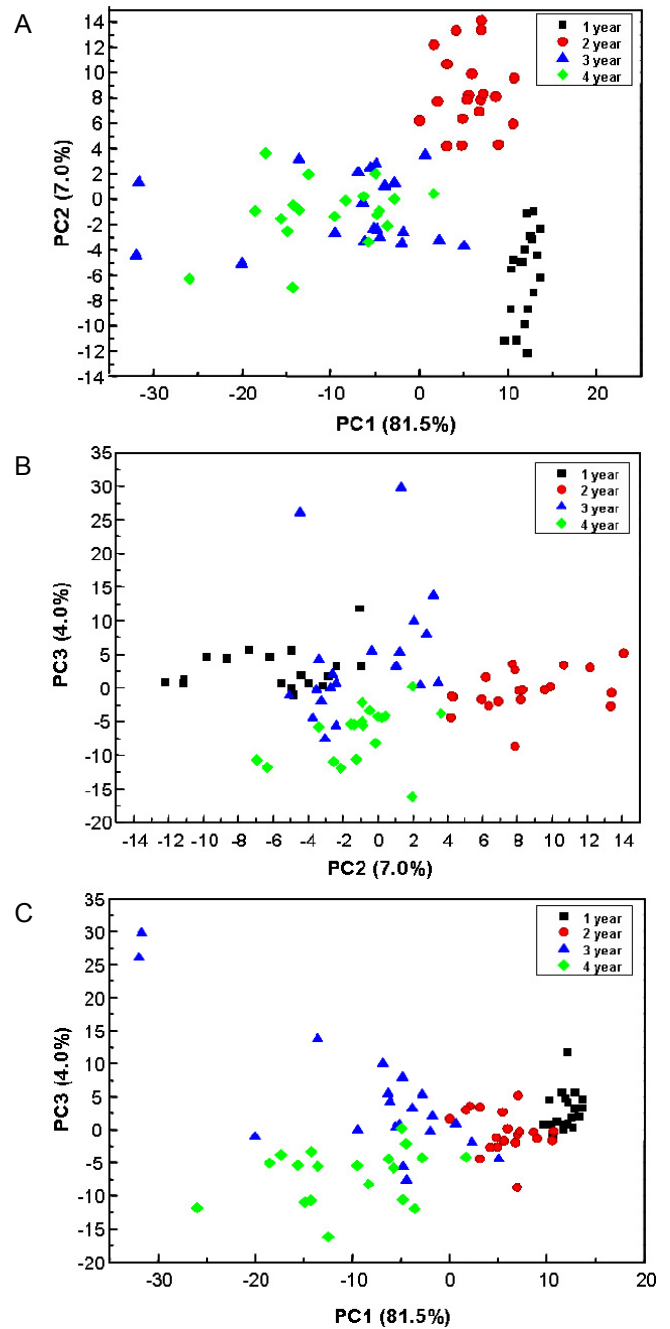 A
14
12
10
8
6
4
2
0
-2
-4
-6
-8
-10
-12
-14
PC2 (7.0%)
1 year
2 year
3 year
4 year
-30 -20 -10 0 10 20
PC1 (81.5%)
B
35
30
25
20
15
10
5
0
-5
-10
-15
-20
PC3 (4.0%)
1 year
2 year
3 year
4 year
-14 -12 -10 -8 -6 -4 -2 0 2 4 6 8 10 12 14
PC2 (7.0%)
C
35
30
25
20
15
10
5
0
-5
-10
-15
-20
PC3 (4.0%)
1 year
2 year
3 year
4 year
-30 -20 -10 0 10 20
PC1 (81.5%)